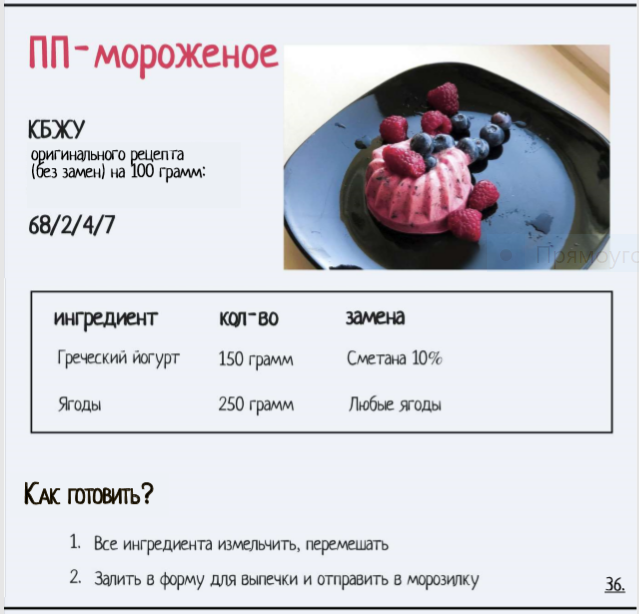 ПП-мороженое
КБЖУ
оригинального рецепта
(без замен) на 100 грамм:
68/2/4/7
ингредиент кол-во замена
Греческий йогурт 150 грамм Сметана 10%
Ягоды 250 грамм Любые ягоды
Как готовить?
1. Все ингредиента измельчить, перемешать
2. Залить в форму для выпечки и отправить в морозилку
36.